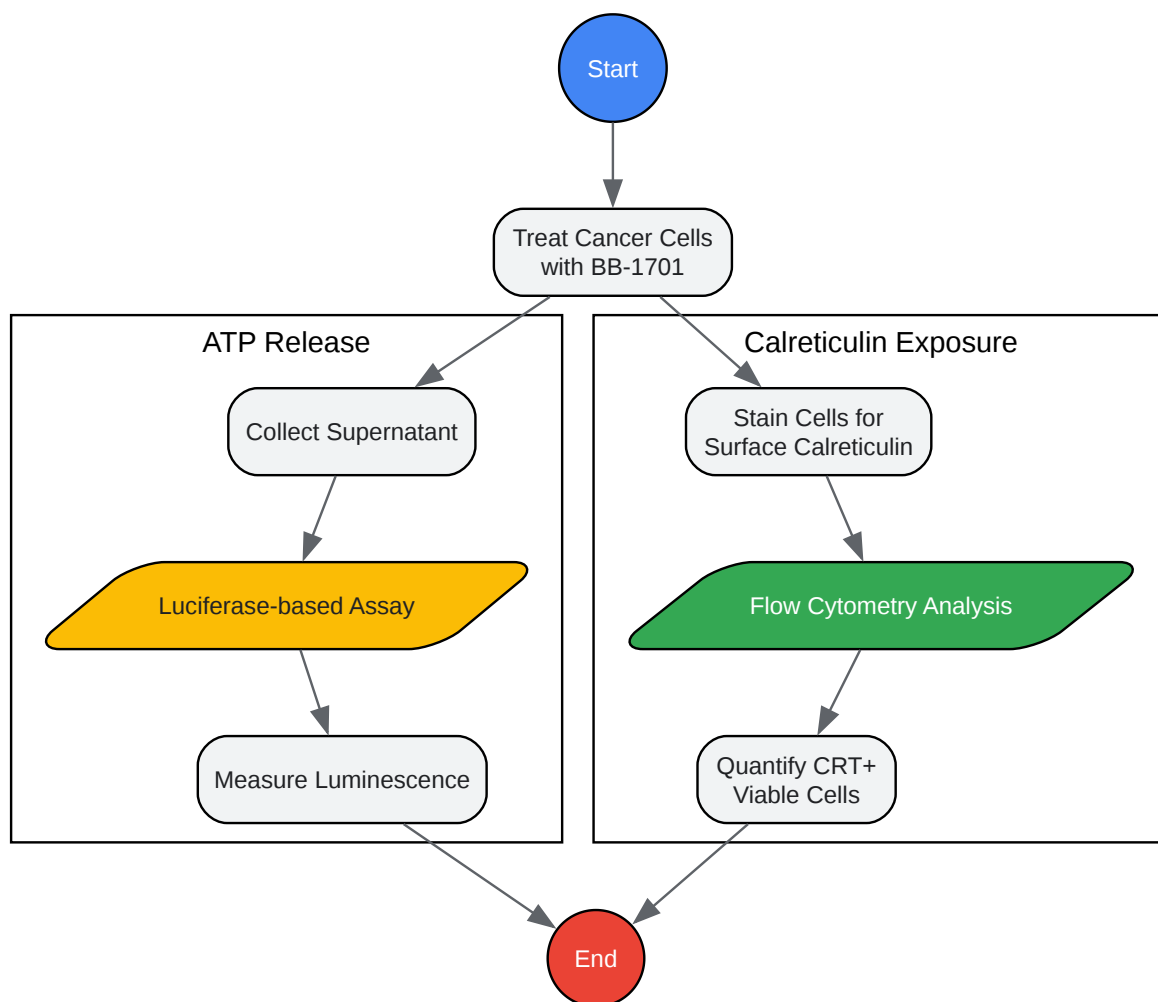 Start
Treat Cancer Cells
with BB-1701
ATP Release
Collect Supernatant
Luciferase-based Assay
Measure Luminescence
Calreticulin Exposure
Stain Cells for
Surface Calreticulin
Flow Cytometry Analysis
Quantify CRT+
Viable Cells
End